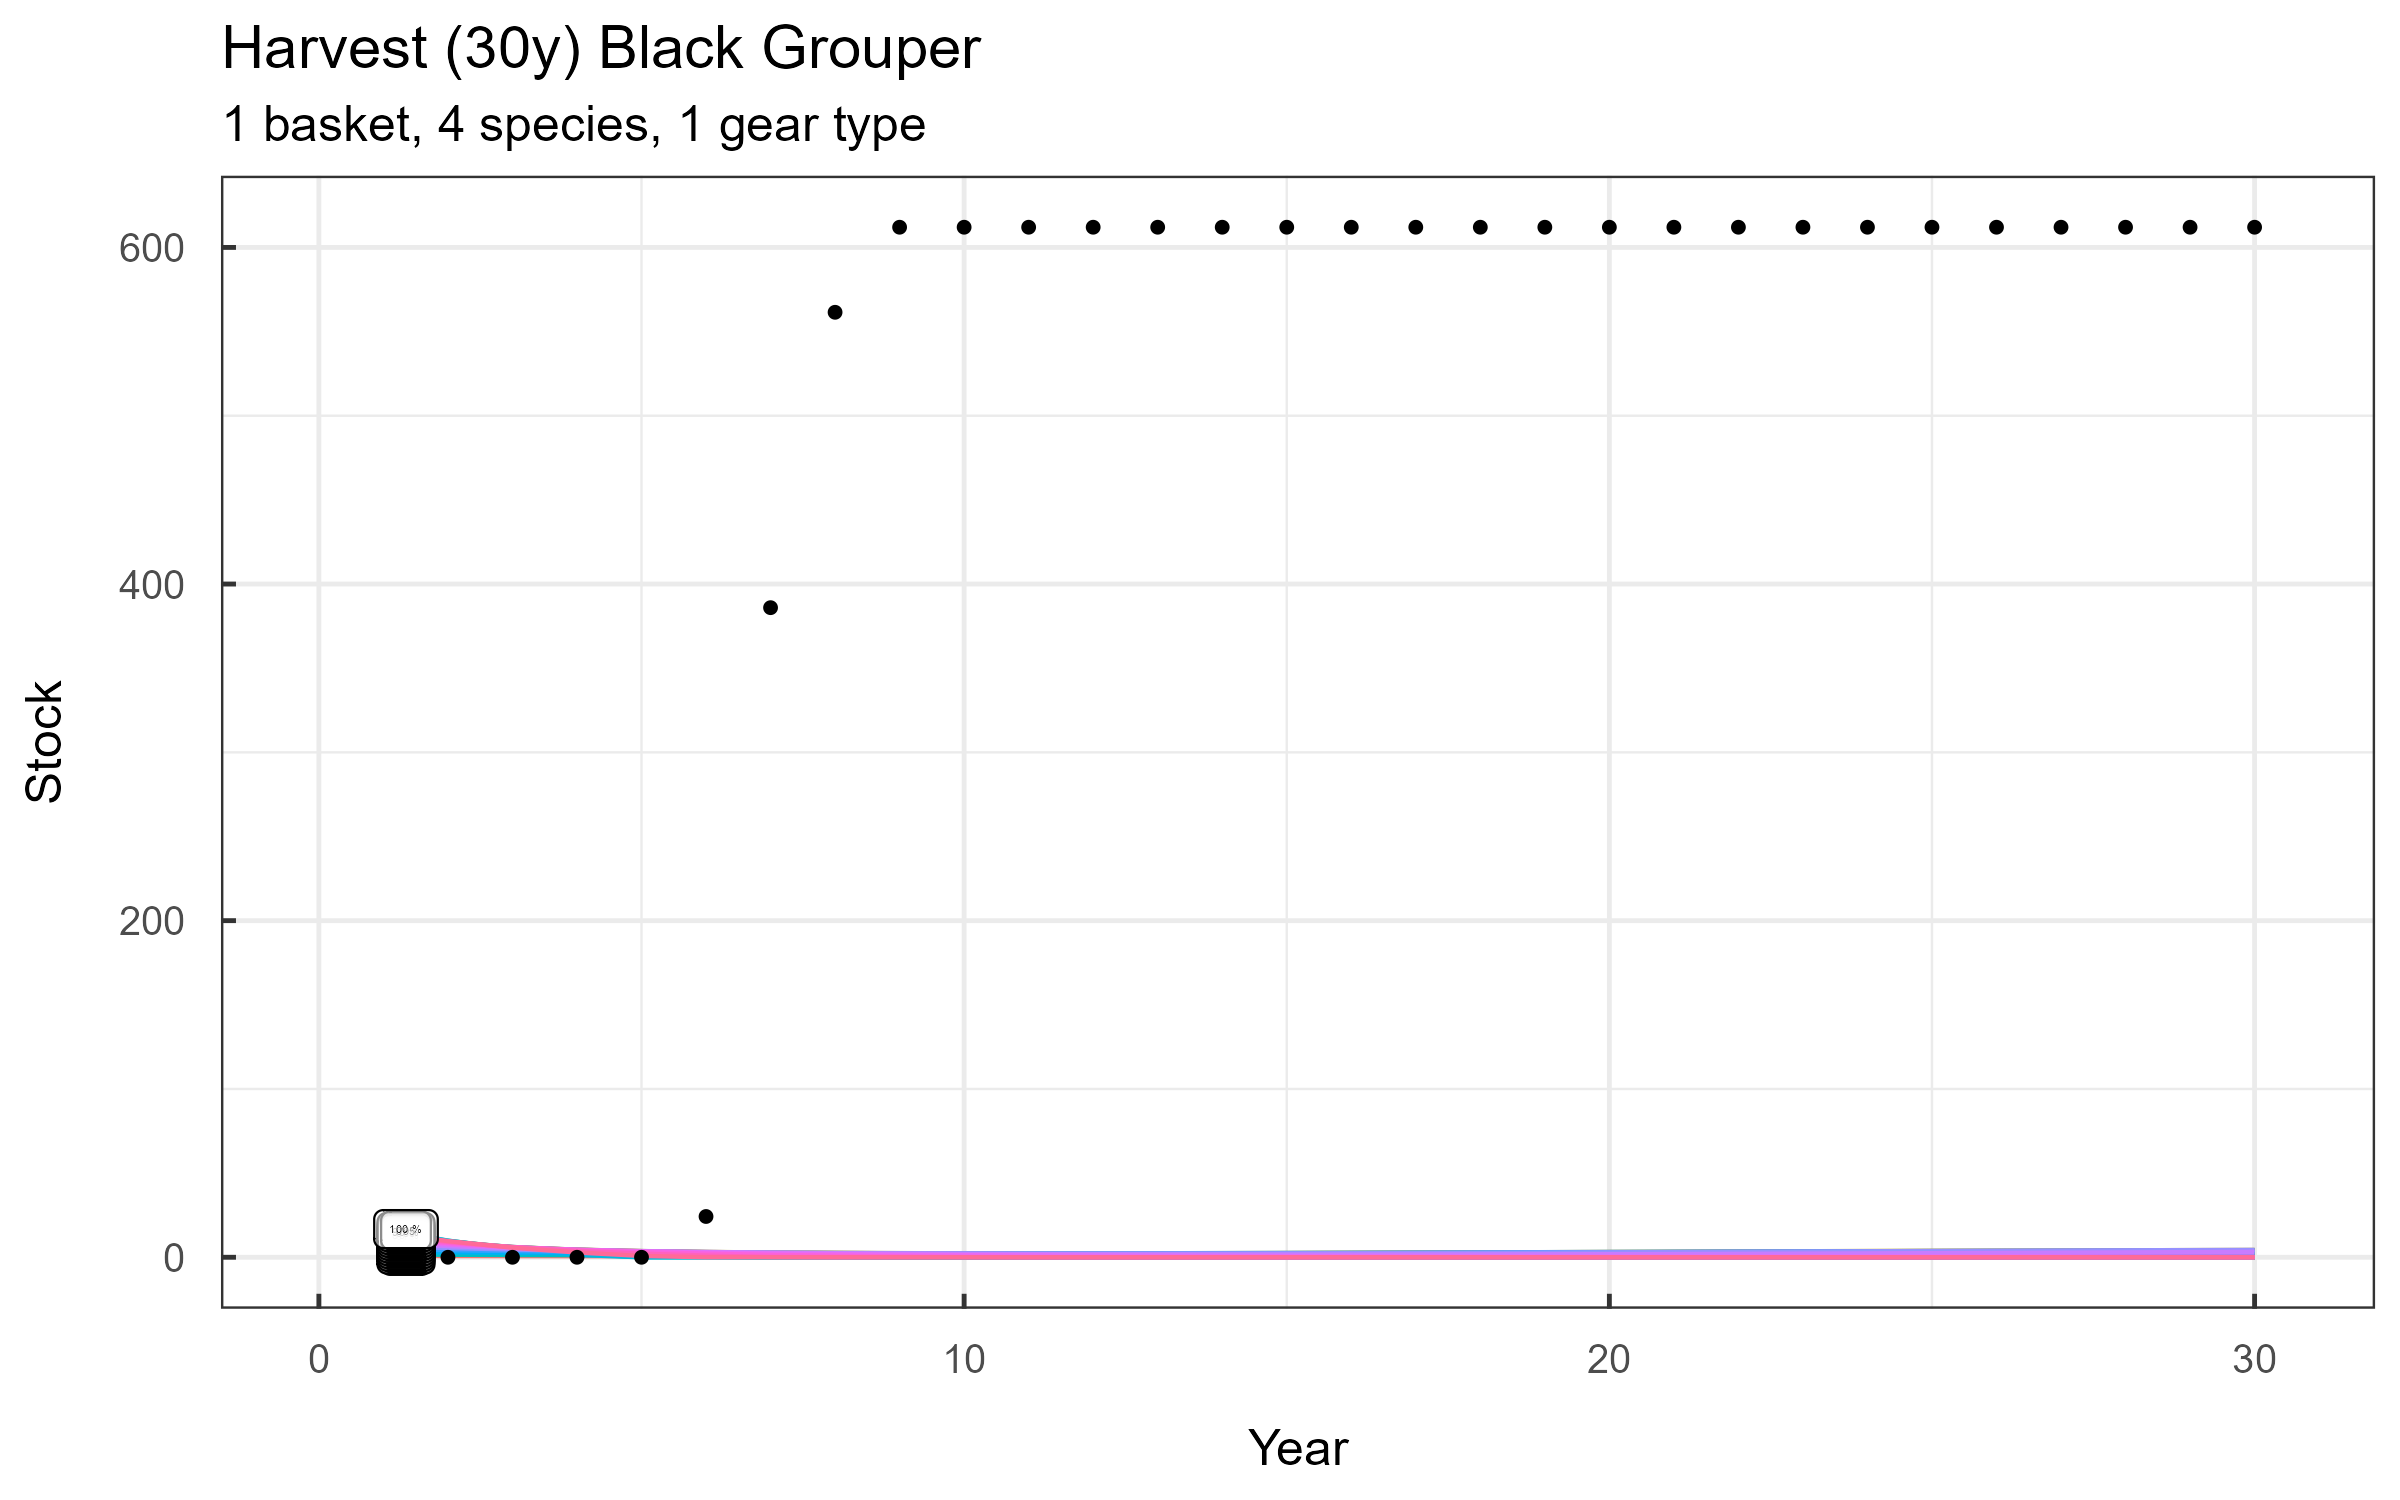 Harvest (30y) Black Grouper
1 basket, 4 species, 1 gear type
600
400
200
0
Stock
100 %
0
10
20
30
Year